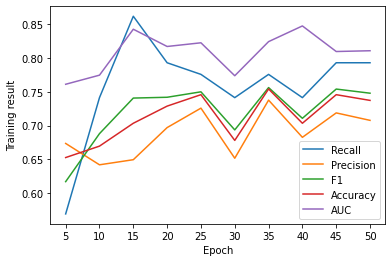 0.85
0.80
0.75
0.70
0.65
0.60
Training result
5 10 15 20 25 30 35 40 45 50
Epoch
Recall
Precision
F1
Accuracy
AUC